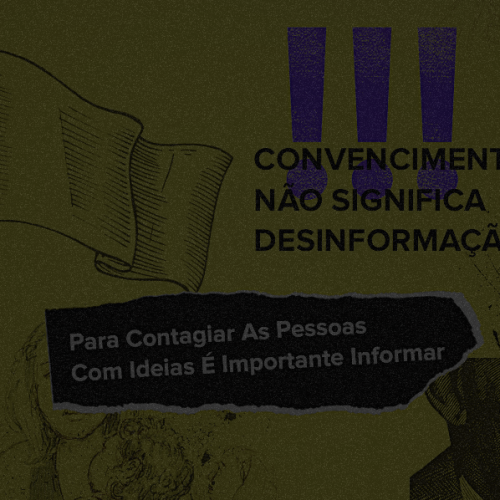 !!!
CONVENCIMENT
NÃO SIGNIFICA
DESINFORMAÇÃ
Para Contagiar As Pessoas
Com Ideias É Importante Informar